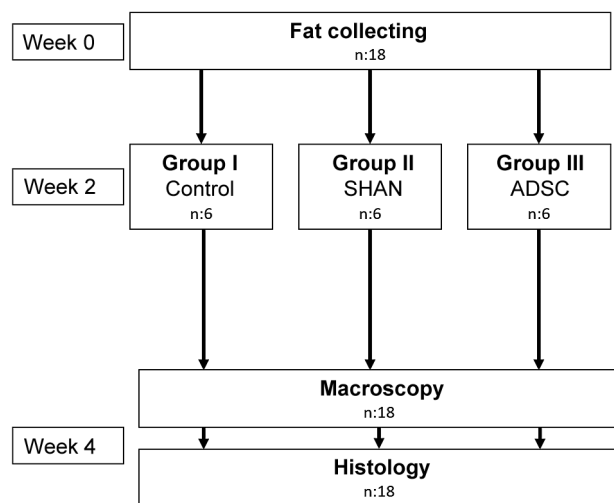 Week 0
Fat collecting
n:18
Week 2
Group I
Control
n:6
Group II
SHAN
n:6
Group III
ADSC
n:6
Macroscopy
n:18
Week 4
Histology
n:18